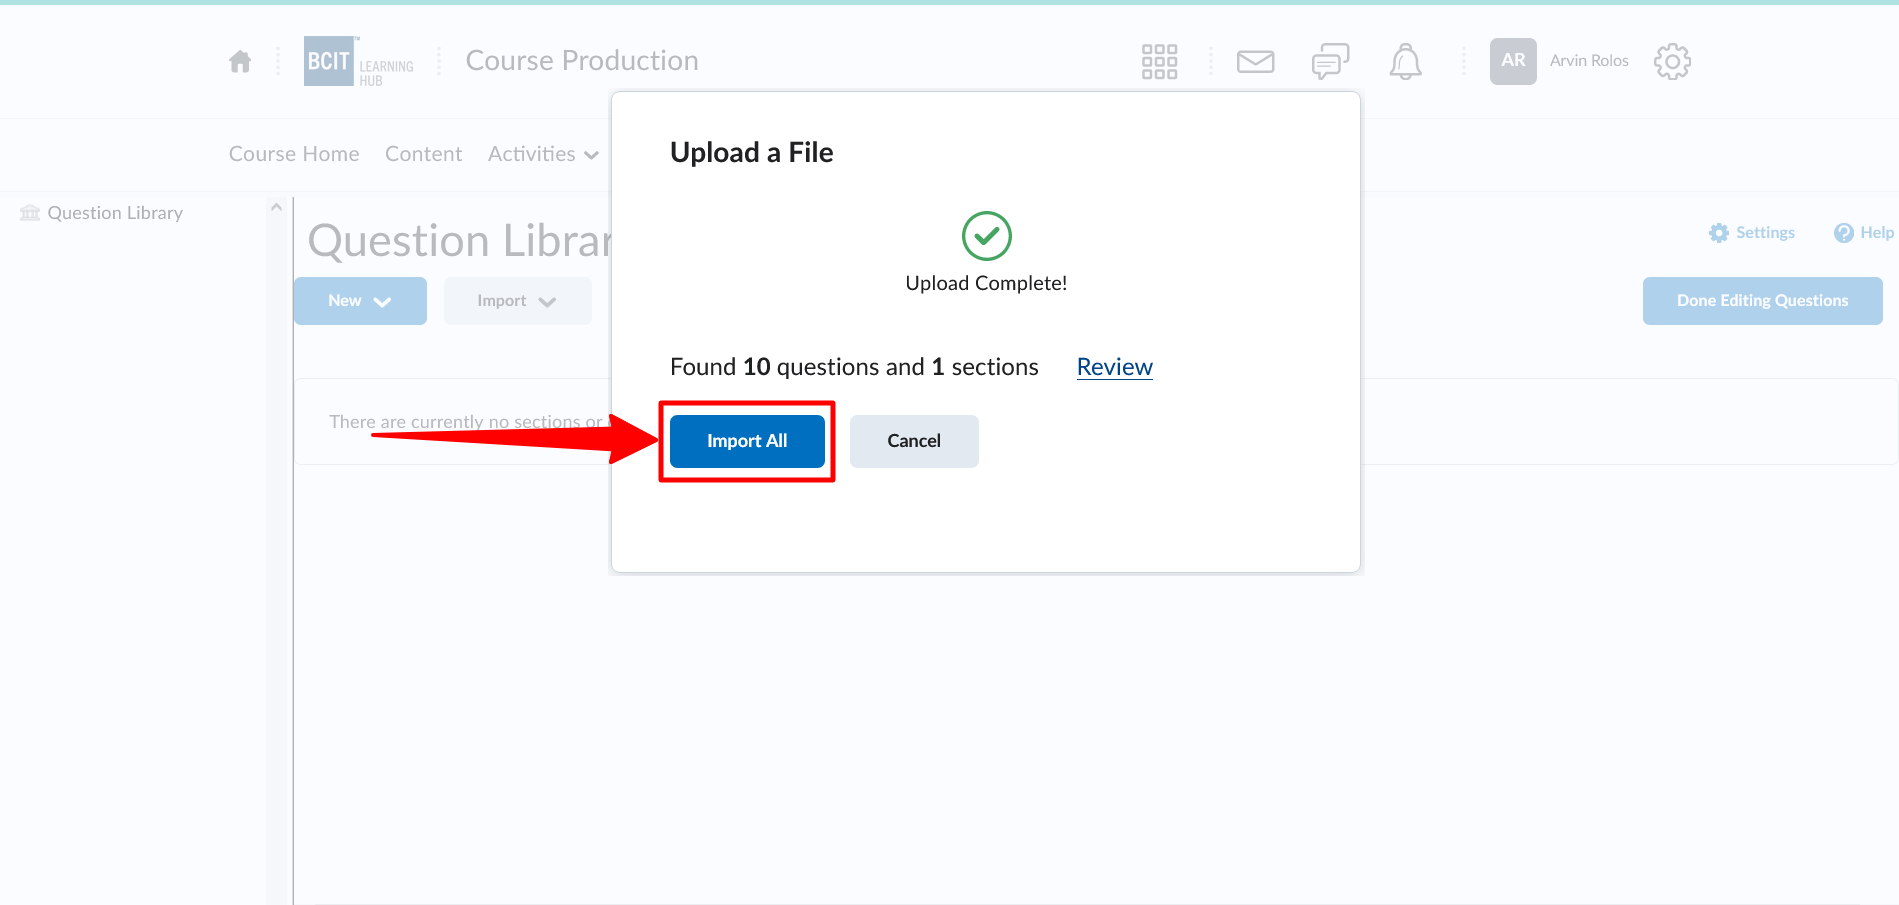 BCIT™
LEARNING
HUB
Course Production
AR
Arvin Rolos
Course Home
Content
Activities
Question Library
Question Librar
Settings
Help
New
Import
Done Editing Questions
There are currently no sections or
Upload a File
Upload Complete!
Found 10 questions and 1 sections Review
Import All
Cancel